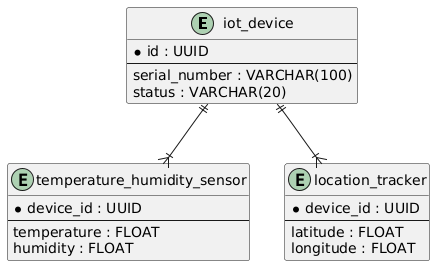 E iot_device
* id : UUID
serial_number : VARCHAR(100)
status : VARCHAR(20)
E temperature_humidity_sensor
* device_id : UUID
temperature : FLOAT
humidity : FLOAT
E location_tracker
* device_id : UUID
latitude : FLOAT
longitude : FLOAT